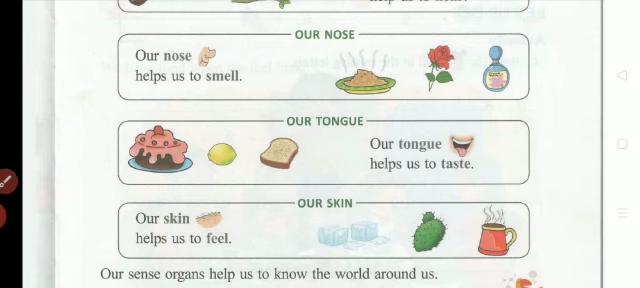 OUR NOSE
Our nose
helps us to smell.
OUR TONGUE
Our tongue
helps us to taste.
OUR SKIN
Our skin
helps us to feel.
Our sense organs help us to know the world around us.